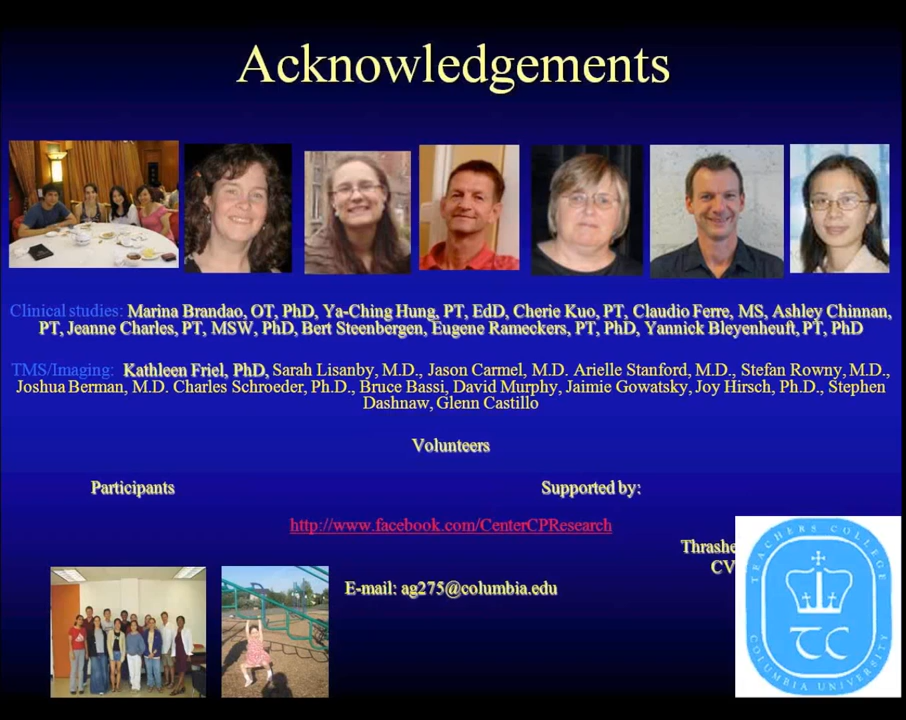 Acknowledgements
Clinical studies: Marina Brandao, OT, PhD, Ya-Ching Hung, PT, EdD, Cherie Kuo, PT, Claudio Ferre, MS, Ashley Chinnan,
PT, Jeanne Charles, PT, MSW, PhD, Bert Steenbergen, Eugene Rameckers, PT, PhD, Yannick Bleyenheuft, PT, PhD
TMS/Imaging: Kathleen Friel, PhD, Sarah Lisanby, M.D., Jason Carmel, M.D. Arielle Stanford, M.D., Stefan Rowny, M.D.,
Joshua Berman, M.D. Charles Schroeder, Ph.D., Bruce Bassi, David Murphy, Jaimie Gowatsky, Joy Hirsch, Ph.D., Stephen
Dashnaw, Glenn Castillo
Volunteers
Participants Supported by:
http://www.facebook.com/CenterCPResearch
Thrashe
CV
E-mail: ag275@columbia.edu
TEACHERS COLLEGE
TC
COLUMBIA UNIVERSITY